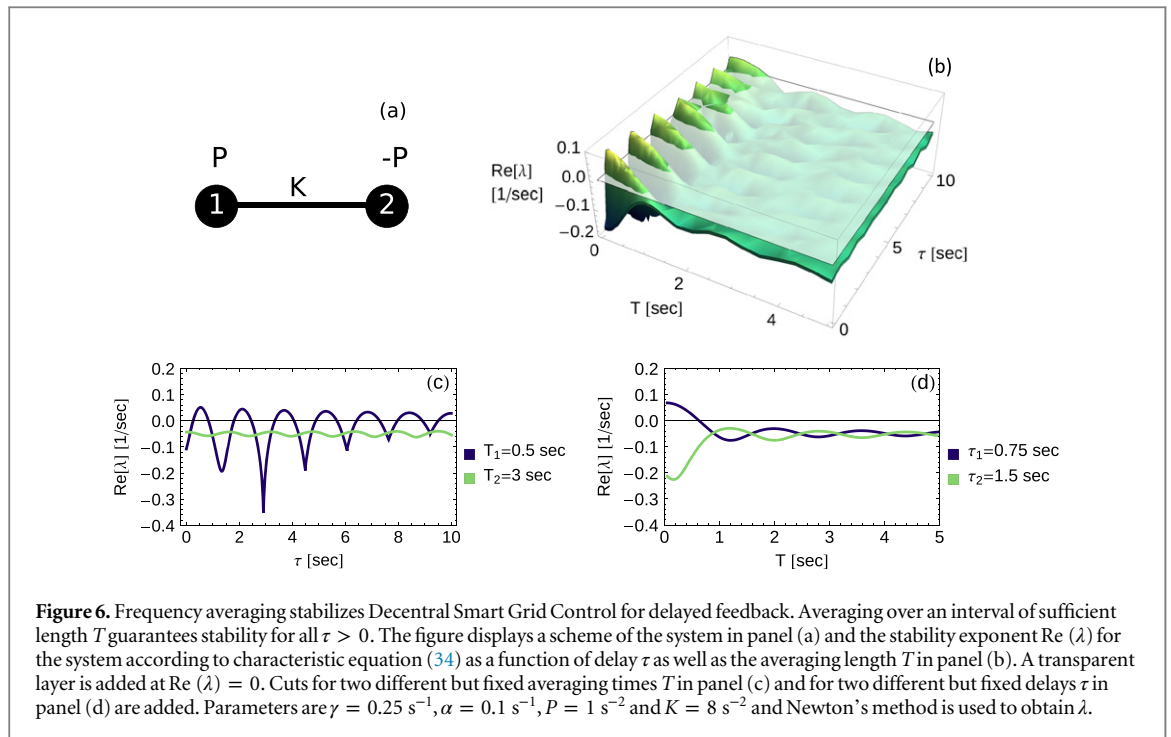 (a)
P
-P
K
1
2
(b)
0.1
0.0
−0.1
−0.2
Re[λ]
[1/sec]
0
2
4
T [sec]
0
5
10
τ [sec]
(c)
0.2
0.1
0.0
−0.1
−0.2
−0.3
−0.4
Re[λ] [1/sec]
0 2 4 6 8 10
τ [sec]
T₁=0.5 sec
T₂=3 sec
(d)
0.2
0.1
0.0
−0.1
−0.2
−0.3
−0.4
Re[λ] [1/sec]
0 1 2 3 4 5
T [sec]
τ₁=0.75 sec
τ₂=1.5 sec
Figure 6. Frequency averaging stabilizes Decentral Smart Grid Control for delayed feedback. Averaging over an interval of sufficient
length T guarantees stability for all τ > 0. The figure displays a scheme of the system in panel (a) and the stability exponent Re (λ) for
the system according to characteristic equation (34) as a function of delay τ as well as the averaging length T in panel (b). A transparent
layer is added at Re (λ) = 0. Cuts for two different but fixed averaging times T in panel (c) and for two different but fixed delays τ in
panel (d) are added. Parameters are γ = 0.25 s⁻¹, α = 0.1 s⁻¹, P = 1 s⁻² and K = 8 s⁻² and Newton's method is used to obtain λ.